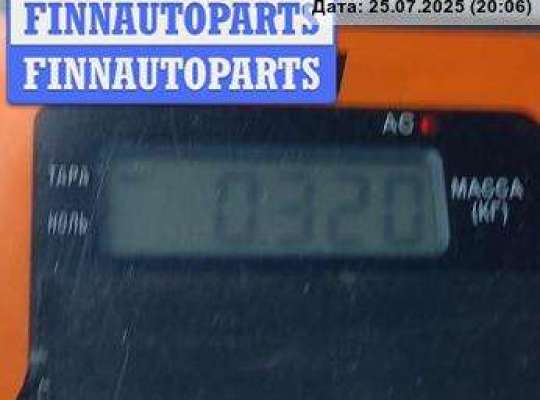 Дата: 25.07.2025 (20:06)
FINNAUTOPARTS
FINNAUTOPARTS
АБ
ТАРА
0.320
МАССА
(КГ)
НОЛЬ